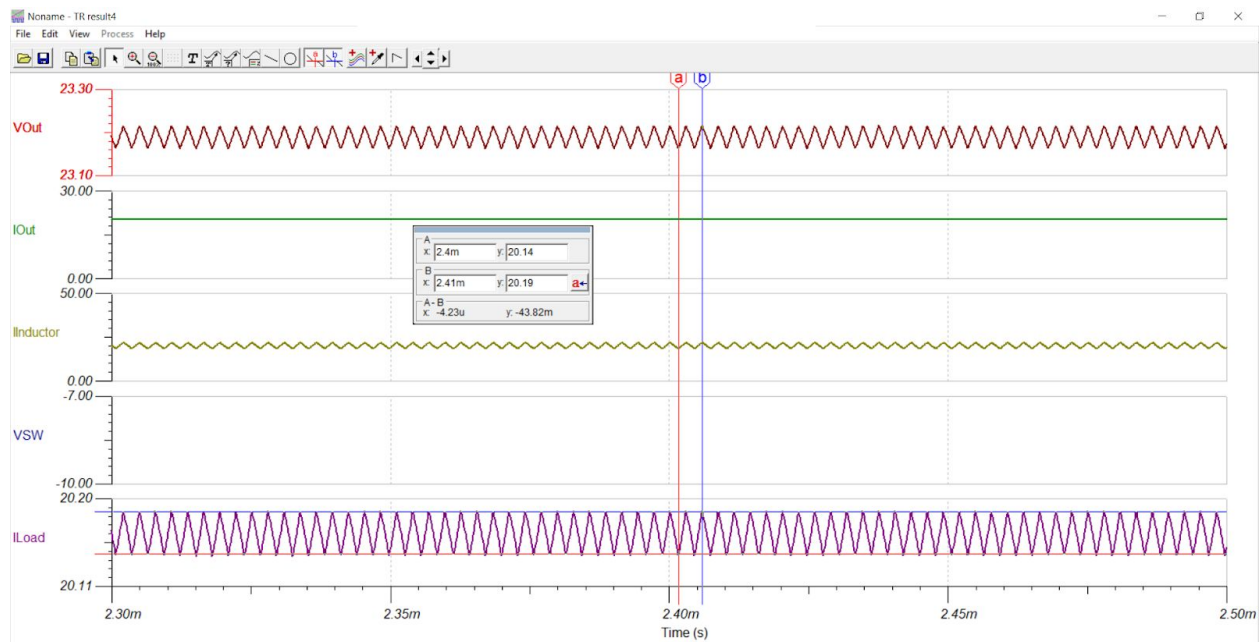 Noname - TR result4
File Edit View Process Help
T
a b
23.30
VOut
23.10
30.00
IOut
0.00
A
x: 2.4m y: 20.14
B
x: 2.41m y: 20.19 a
A - B
x: -4.23u y: -43.82m
50.00
IInductor
0.00
-7.00
VSW
-10.00
20.20
ILoad
20.11
2.30m 2.35m 2.40m 2.45m 2.50m
Time (s)